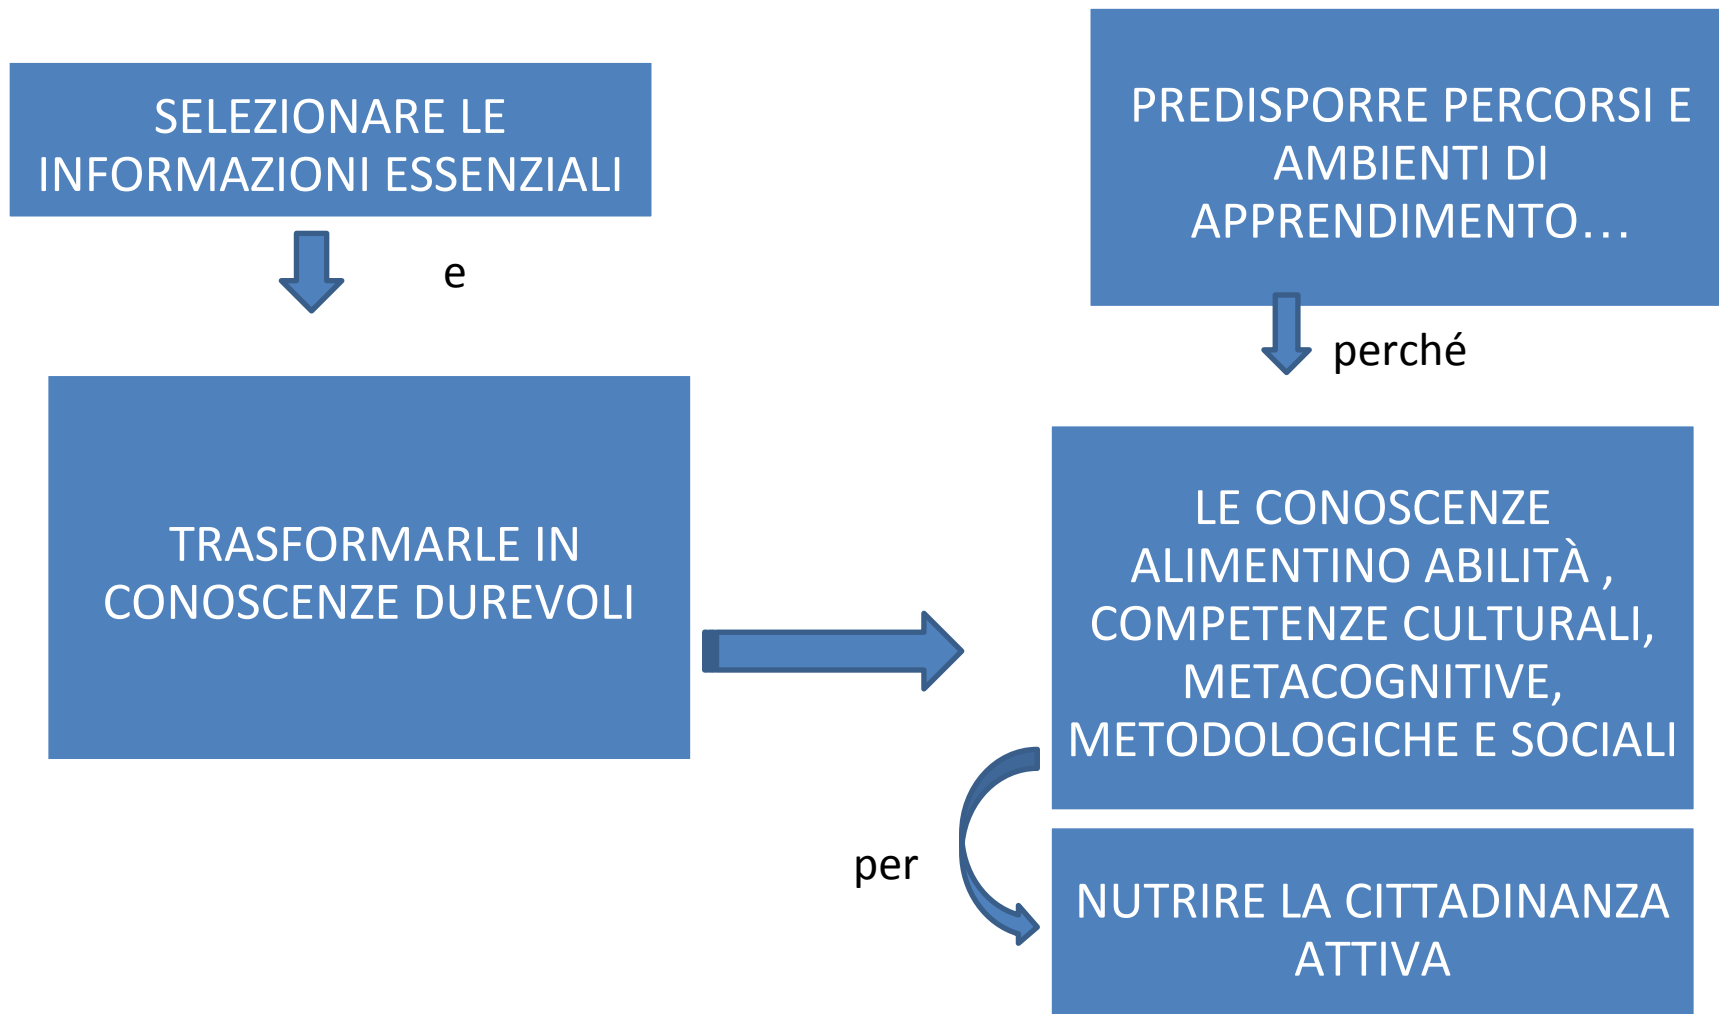 SELEZIONARE LE
INFORMAZIONI ESSENZIALI
e
TRASFORMARLE IN
CONOSCENZE DUREVOLI
PREDISPORRE PERCORSI E
AMBIENTI DI
APPRENDIMENTO…
perché
LE CONOSCENZE
ALIMENTINO ABILITÀ ,
COMPETENZE CULTURALI,
METACOGNITIVE,
METODOLOGICHE E SOCIALI
per
NUTRIRE LA CITTADINANZA
ATTIVA